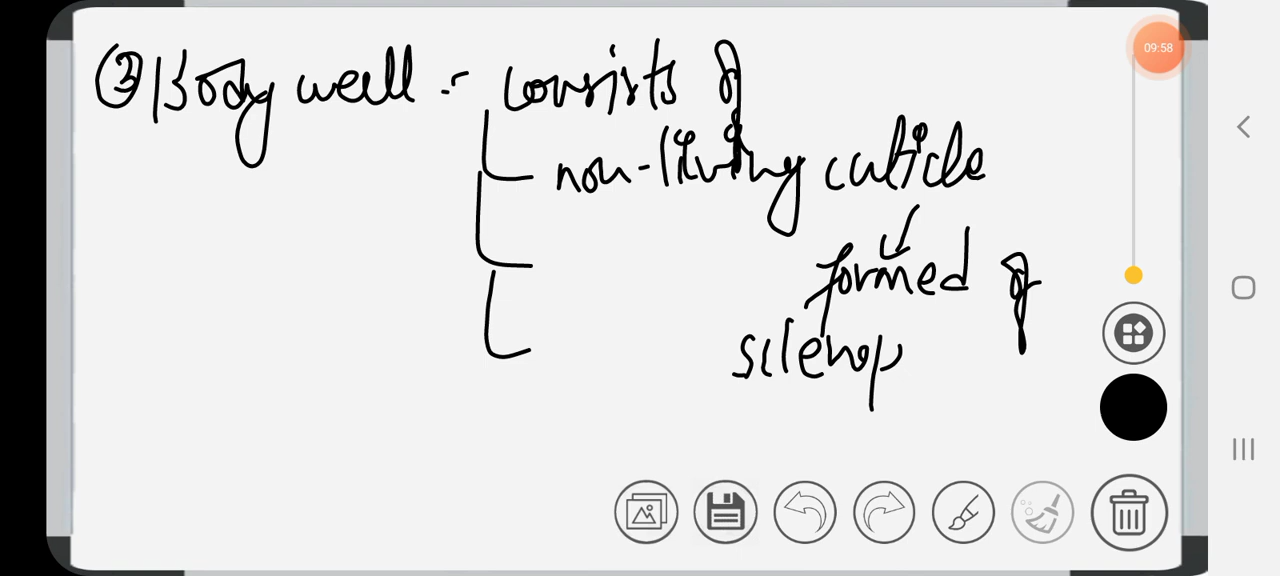 ③ Body wall :- consists of
non-living cuticle
formed of
sclerop
09:58